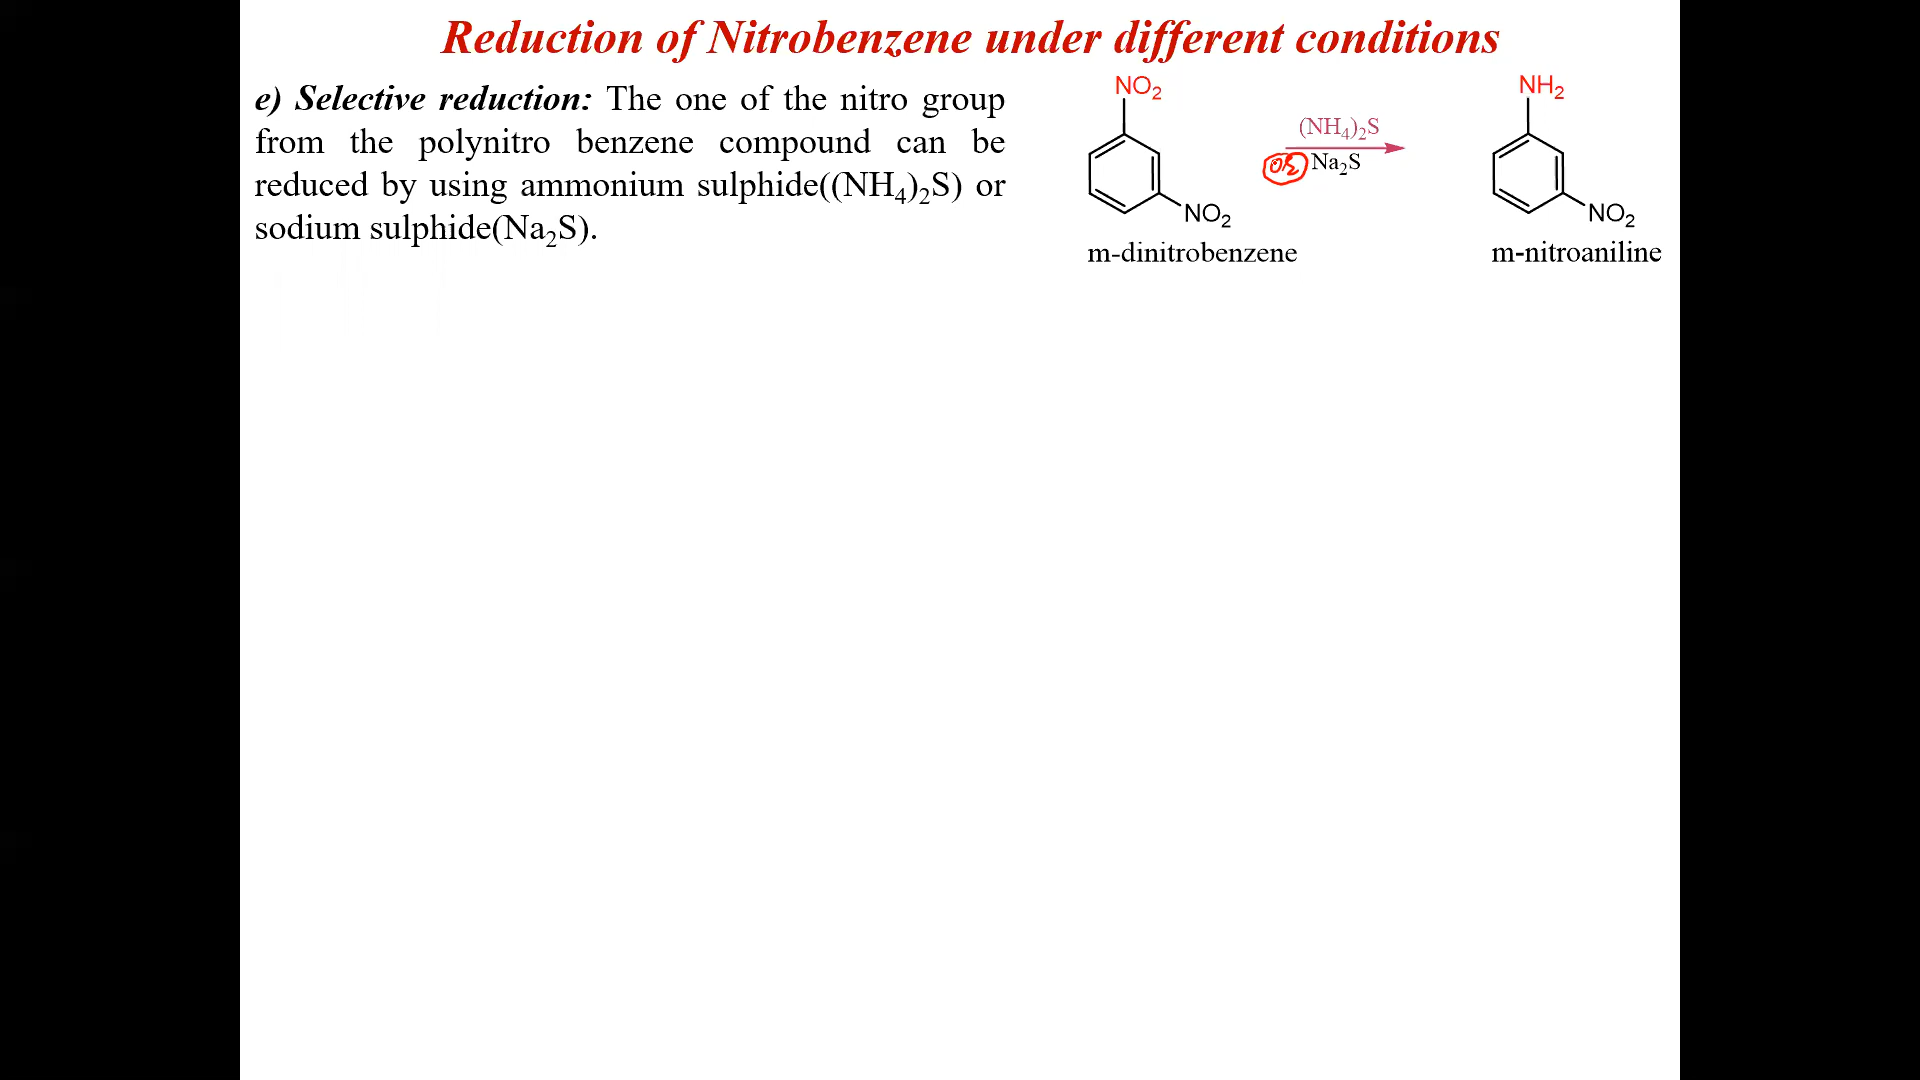 Reduction of Nitrobenzene under different conditions
e) Selective reduction: The one of the nitro group
from the polynitro benzene compound can be
reduced by using ammonium sulphide((NH₄)₂S) or
sodium sulphide(Na₂S).
NO₂
(NH₄)₂S
OR Na₂S
NO₂
m-dinitrobenzene
NH₂
NO₂
m-nitroaniline